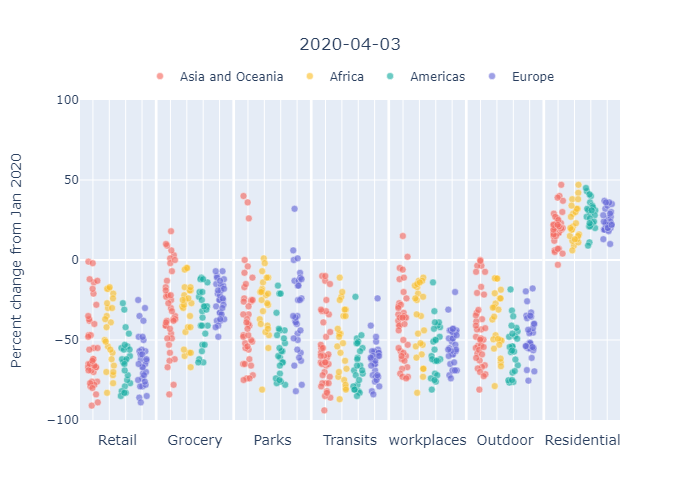 2020-04-03
Asia and Oceania Africa Americas Europe
Percent change from Jan 2020
100
50
0
−50
−100
Retail Grocery Parks Transits workplaces Outdoor Residential